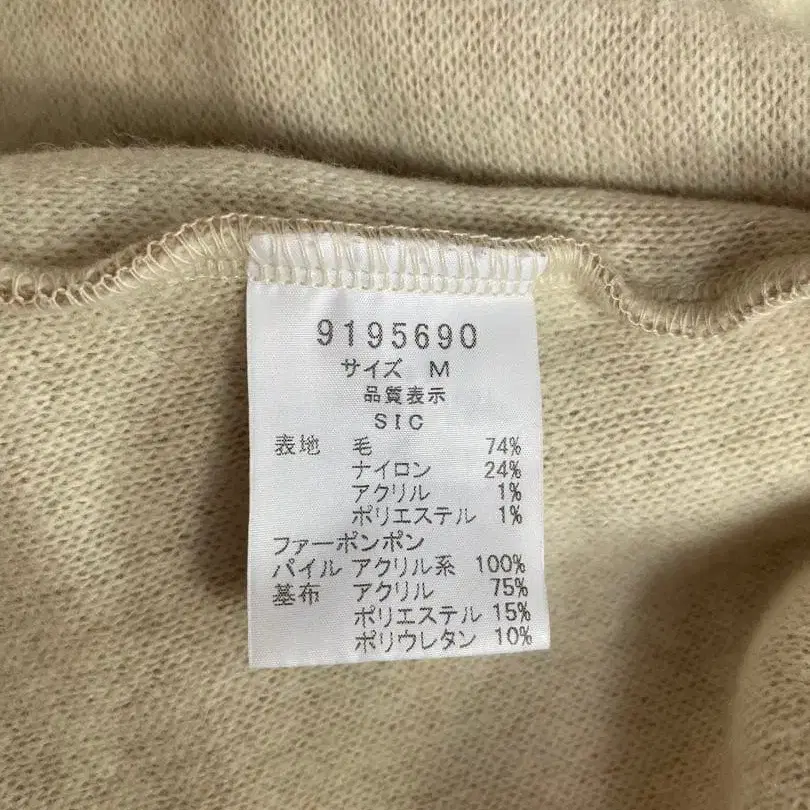 9195690
サイズ M
品質表示
SIC
表地 毛 74%
ナイロン 24%
アクリル 1%
ポリエステル 1%
ファーポンポン
パイル アクリル系 100%
基布 アクリル 75%
ポリエステル 15%
ポリウレタン 10%